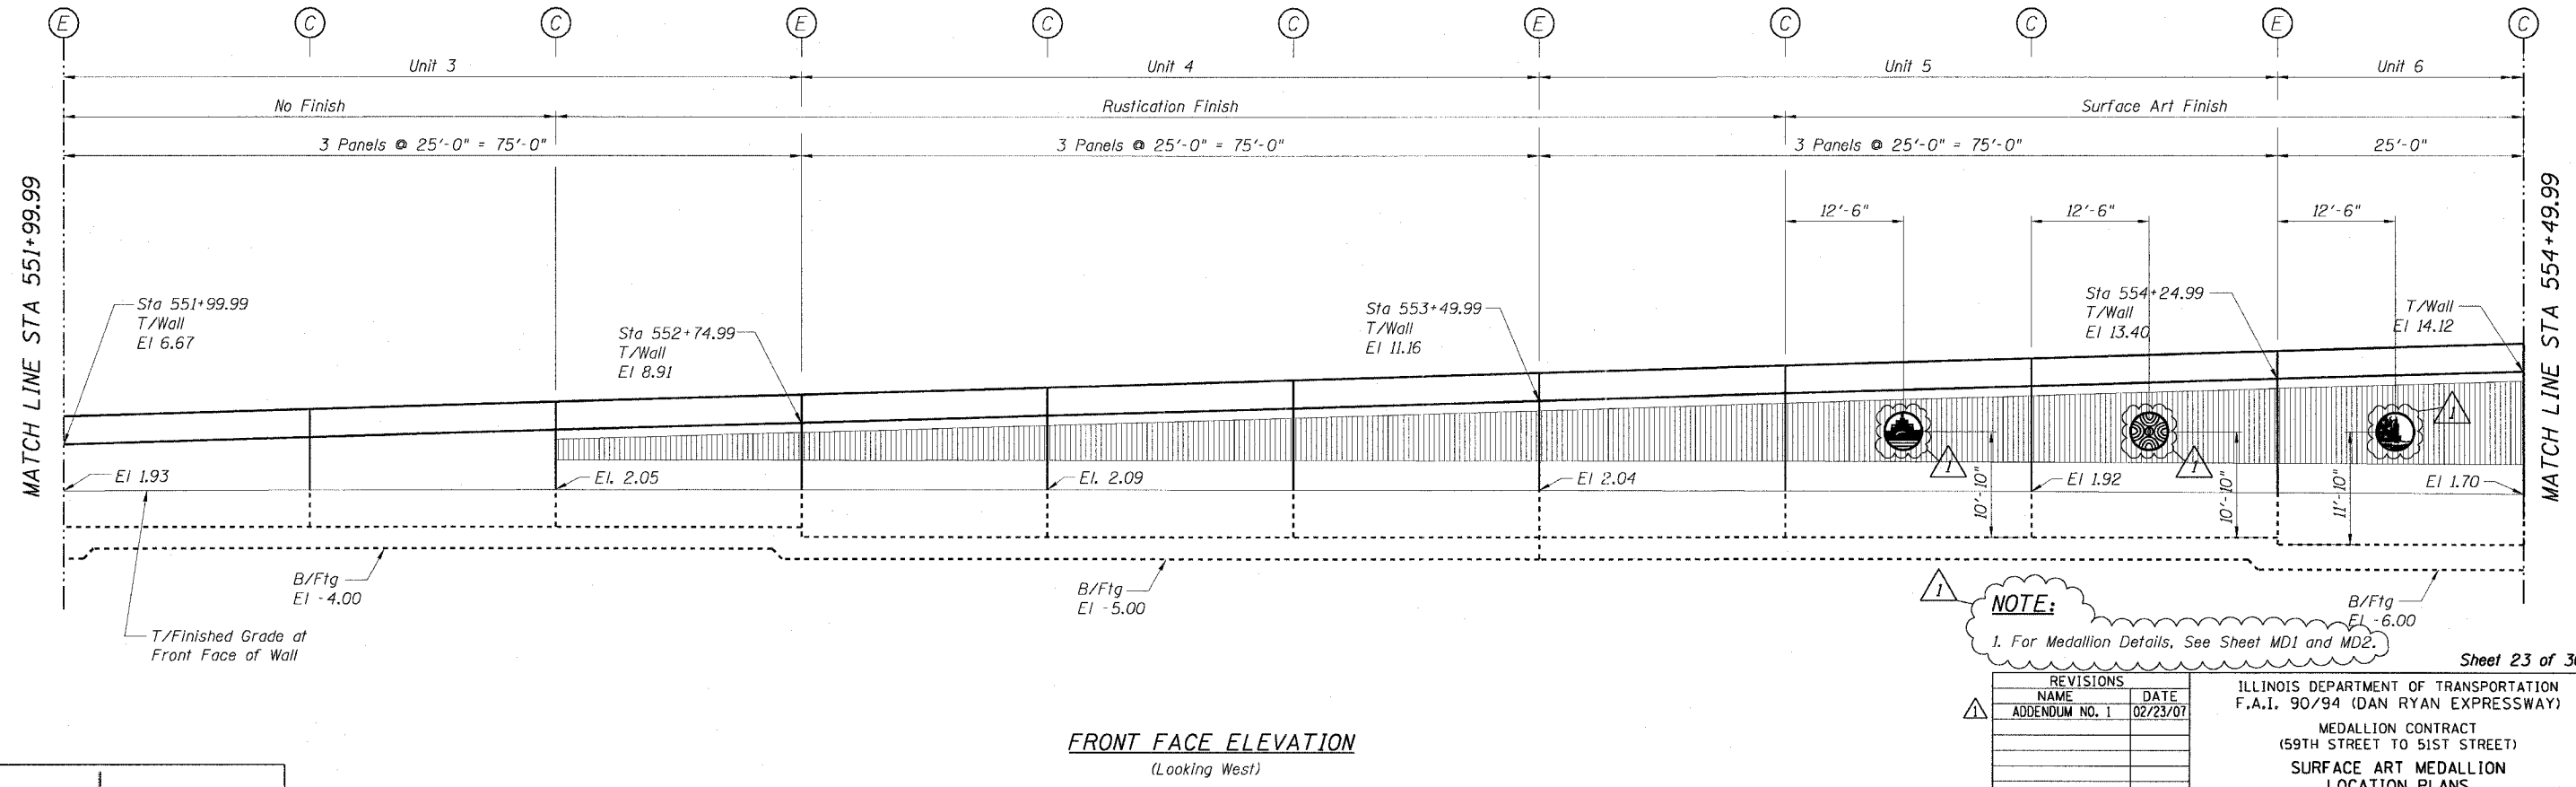 E C C E C C E C C E C
Unit 3 Unit 4 Unit 5 Unit 6
No Finish Rustication Finish Surface Art Finish
3 Panels @ 25'-0" = 75'-0" 3 Panels @ 25'-0" = 75'-0" 3 Panels @ 25'-0" = 75'-0" 25'-0"
12'-6" 12'-6" 12'-6"
MATCH LINE STA 551+99.99
MATCH LINE STA 554+49.99
Sta 551+99.99
T/Wall
El 6.67
Sta 552+74.99
T/Wall
El 8.91
Sta 553+49.99
T/Wall
El 11.16
Sta 554+24.99
T/Wall
El 13.40
T/Wall
El 14.12
1
1
1
El 1.93
El. 2.05
El. 2.09
El 2.04
El 1.92
El 1.70
10'-10"
10'-10"
11'-10"
B/Ftg
El -4.00
B/Ftg
El -5.00
B/Ftg
El -6.00
T/Finished Grade at
Front Face of Wall
1
NOTE:
1. For Medallion Details, See Sheet MD1 and MD2.
Sheet 23 of
FRONT FACE ELEVATION
(Looking West)
REVISIONS
NAME DATE
1 ADDENDUM NO. 1 02/23/07
ILLINOIS DEPARTMENT OF TRANSPORTATION
F.A.I. 90/94 (DAN RYAN EXPRESSWAY)
MEDALLION CONTRACT
(59TH STREET TO 51ST STREET)
SURFACE ART MEDALLION
LOCATION PLANS